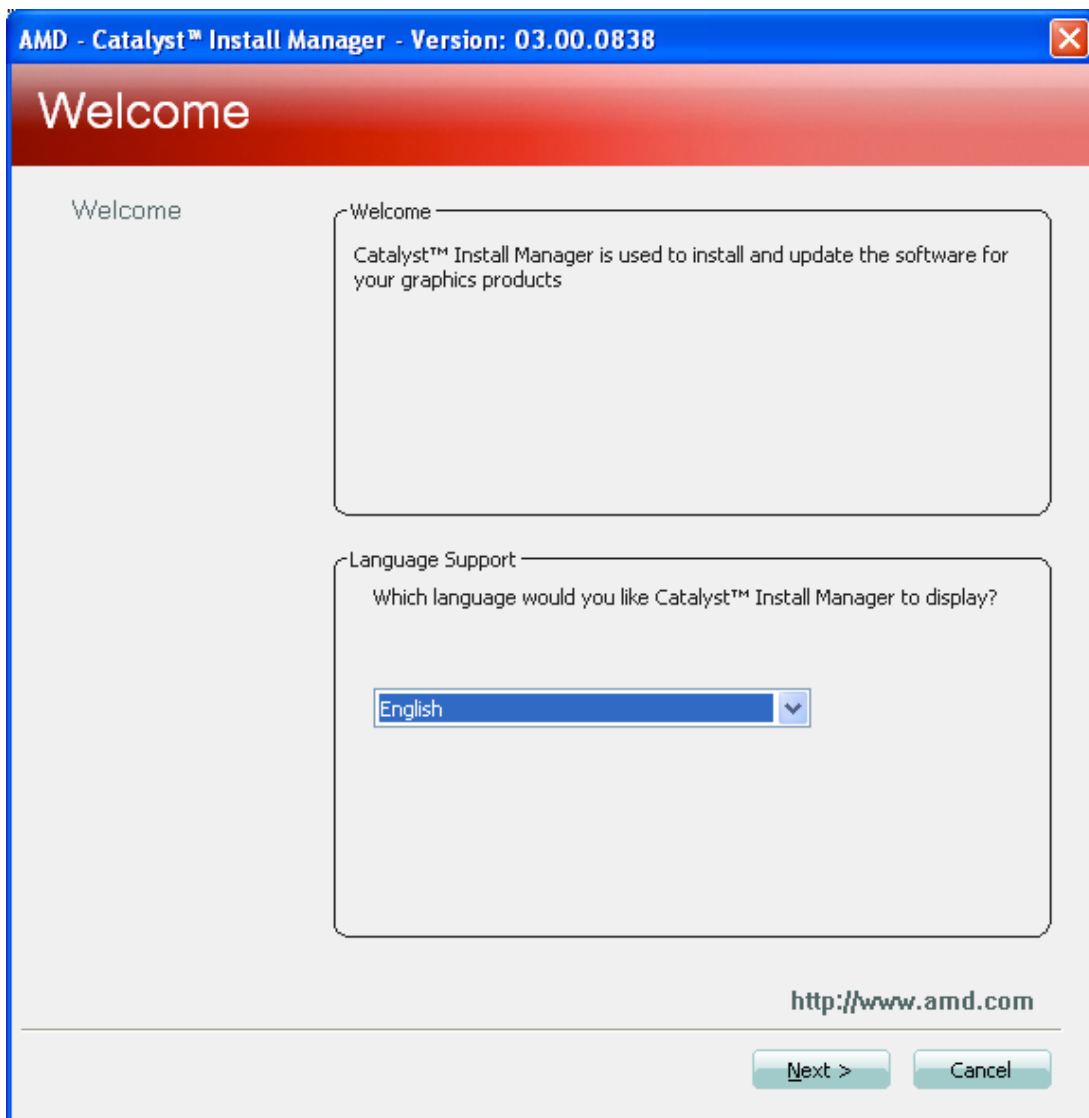 AMD - Catalyst™ Install Manager - Version: 03.00.0838
Welcome
Welcome
Welcome
Catalyst™ Install Manager is used to install and update the software for
your graphics products
Language Support
Which language would you like Catalyst™ Install Manager to display?
English
http://www.amd.com
Next >
Cancel